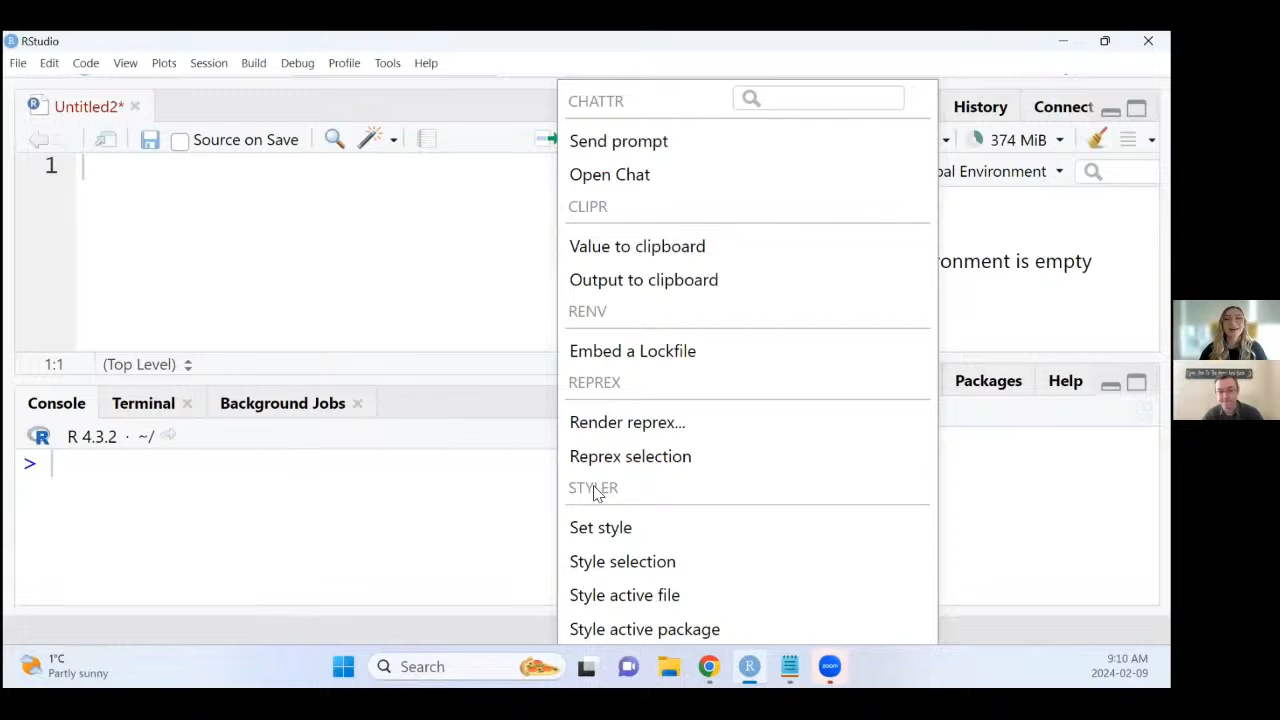 RStudio
File Edit Code View Plots Session Build Debug Profile Tools Help
Untitled2*
Source on Save
1
1:1 (Top Level)
Console Terminal Background Jobs
R 4.3.2 · ~/
>
CHATTR
Send prompt
Open Chat
CLIPR
Value to clipboard
Output to clipboard
RENV
Embed a Lockfile
REPREX
Render reprex...
Reprex selection
STYLER
Set style
Style selection
Style active file
Style active package
History Connect
374 MiB
bal Environment
ronment is empty
Packages Help
1°C
Partly sunny
Search
zoom
9:10 AM
2024-02-09